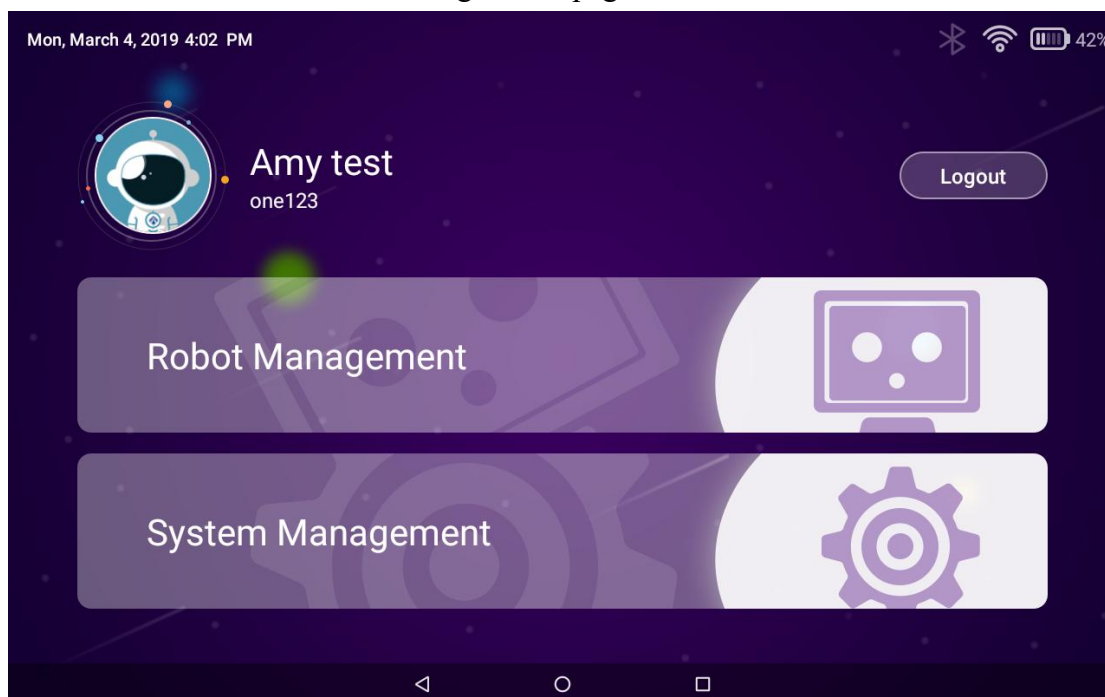 Mon, March 4, 2019 4:02 PM
42%
Amy test
one123
Logout
Robot Management
System Management